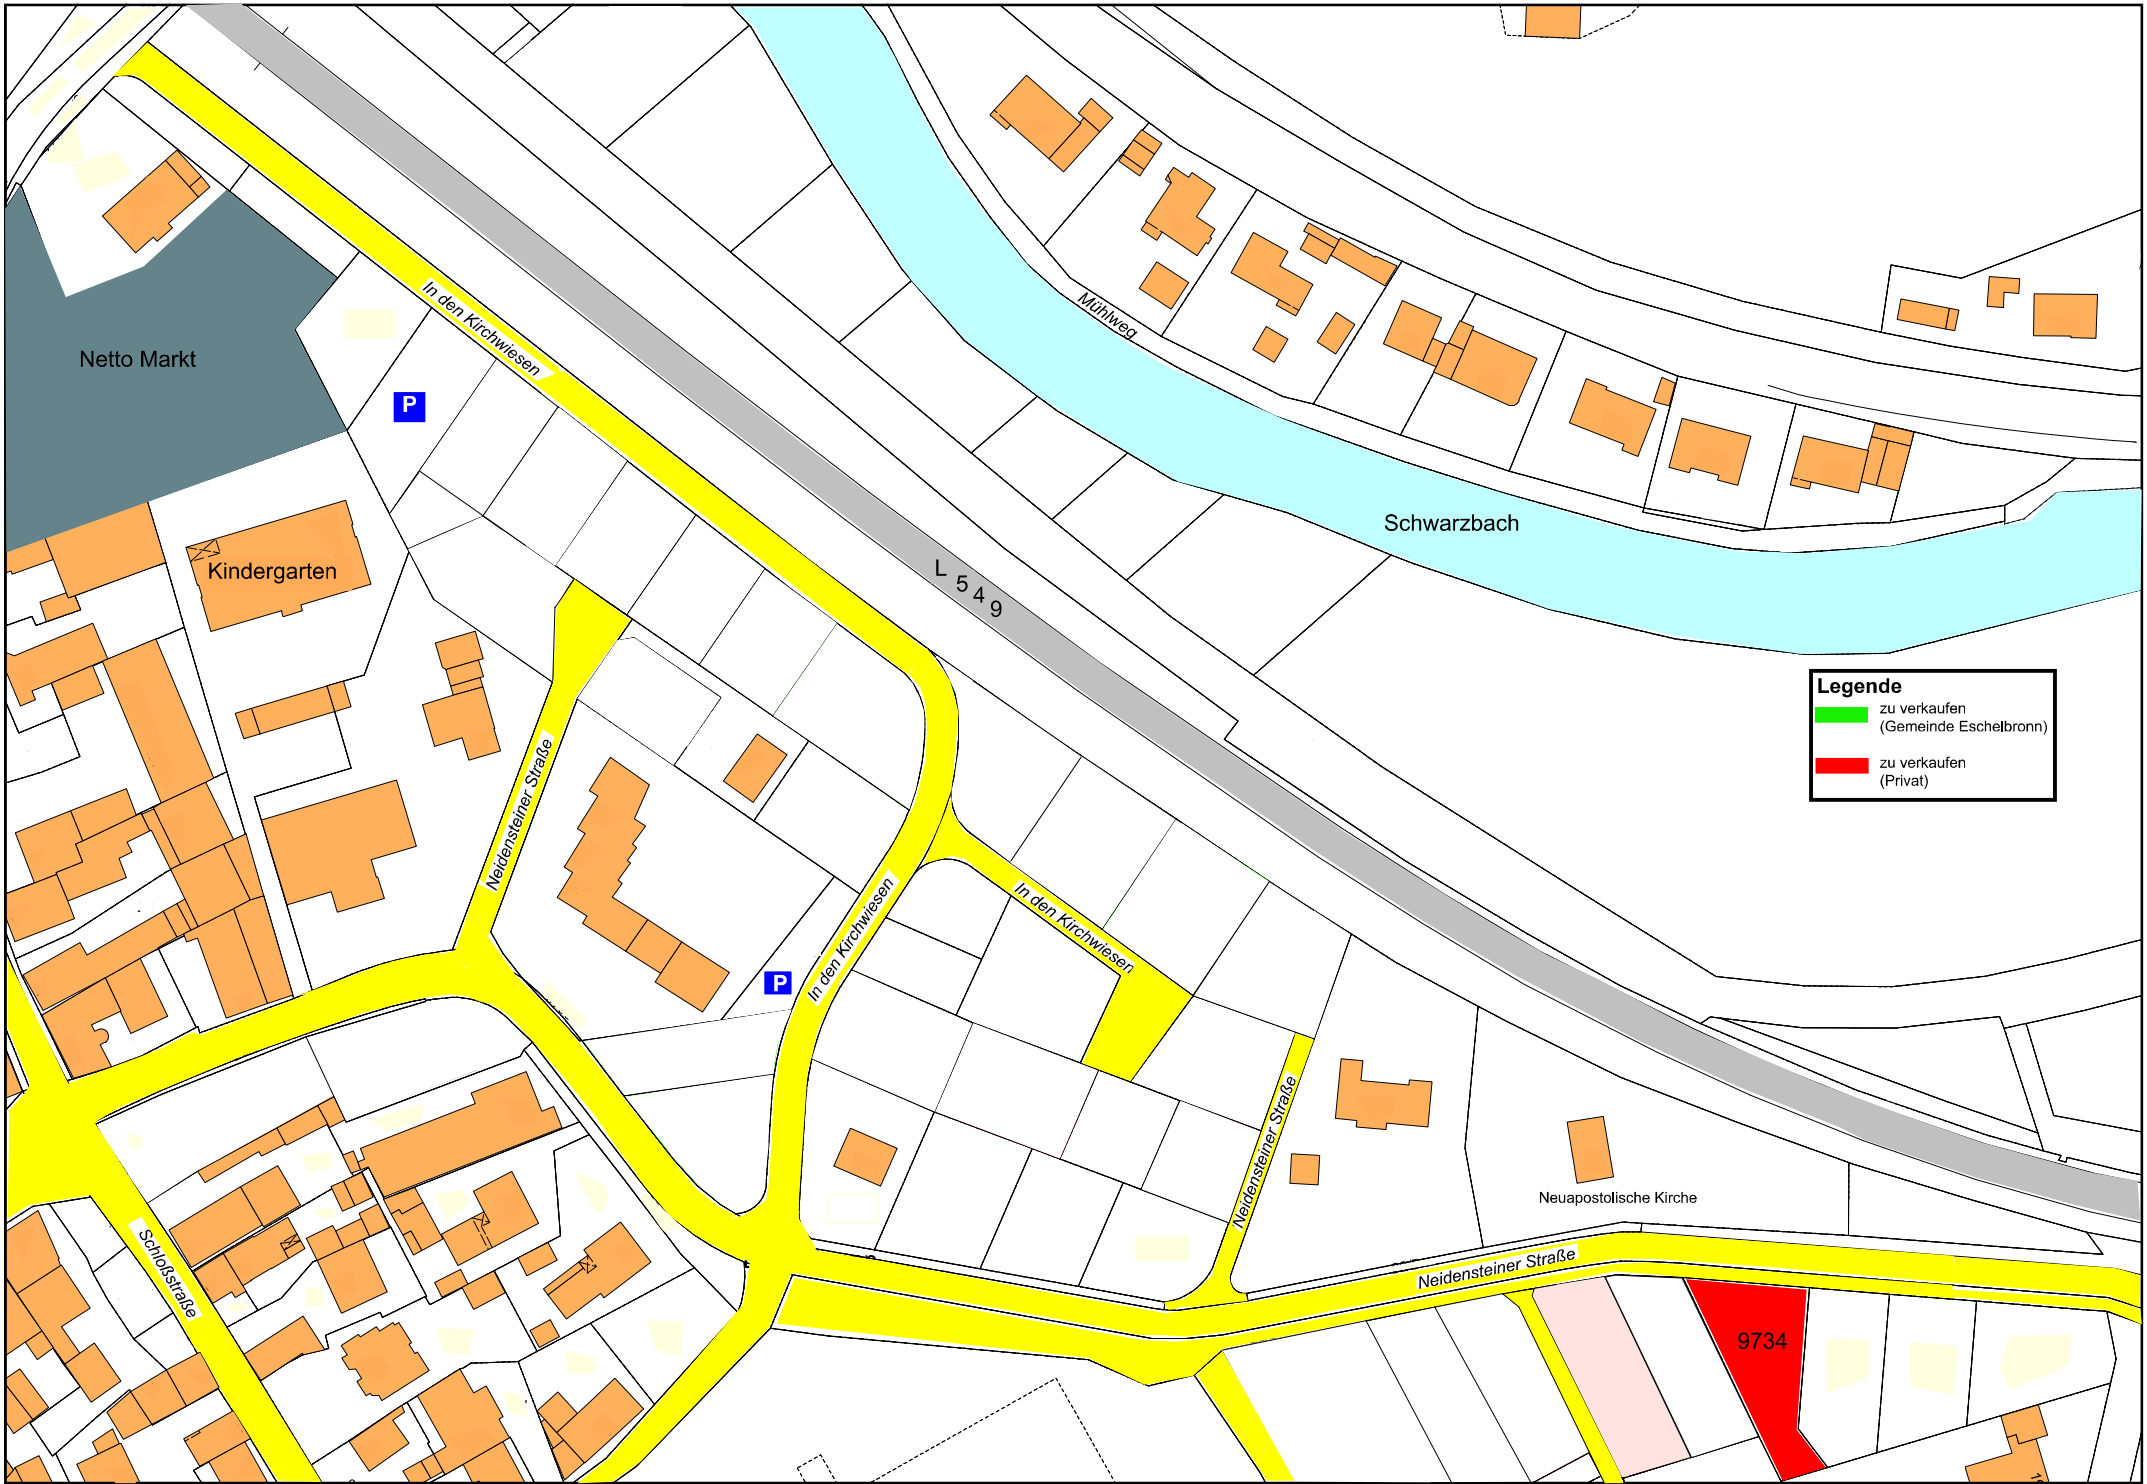 In den Kirchwiesen
Mühlweg
Netto Markt
P
Schwarzbach
L 549
Kindergarten
Legende
zu verkaufen
(Gemeinde Eschelbronn)
zu verkaufen
(Privat)
Neidensteiner Straße
In den Kirchwiesen
In den Kirchwiesen
P
Neidensteiner Straße
Neuapostolische Kirche
Schloßstraße
Neidensteiner Straße
9734